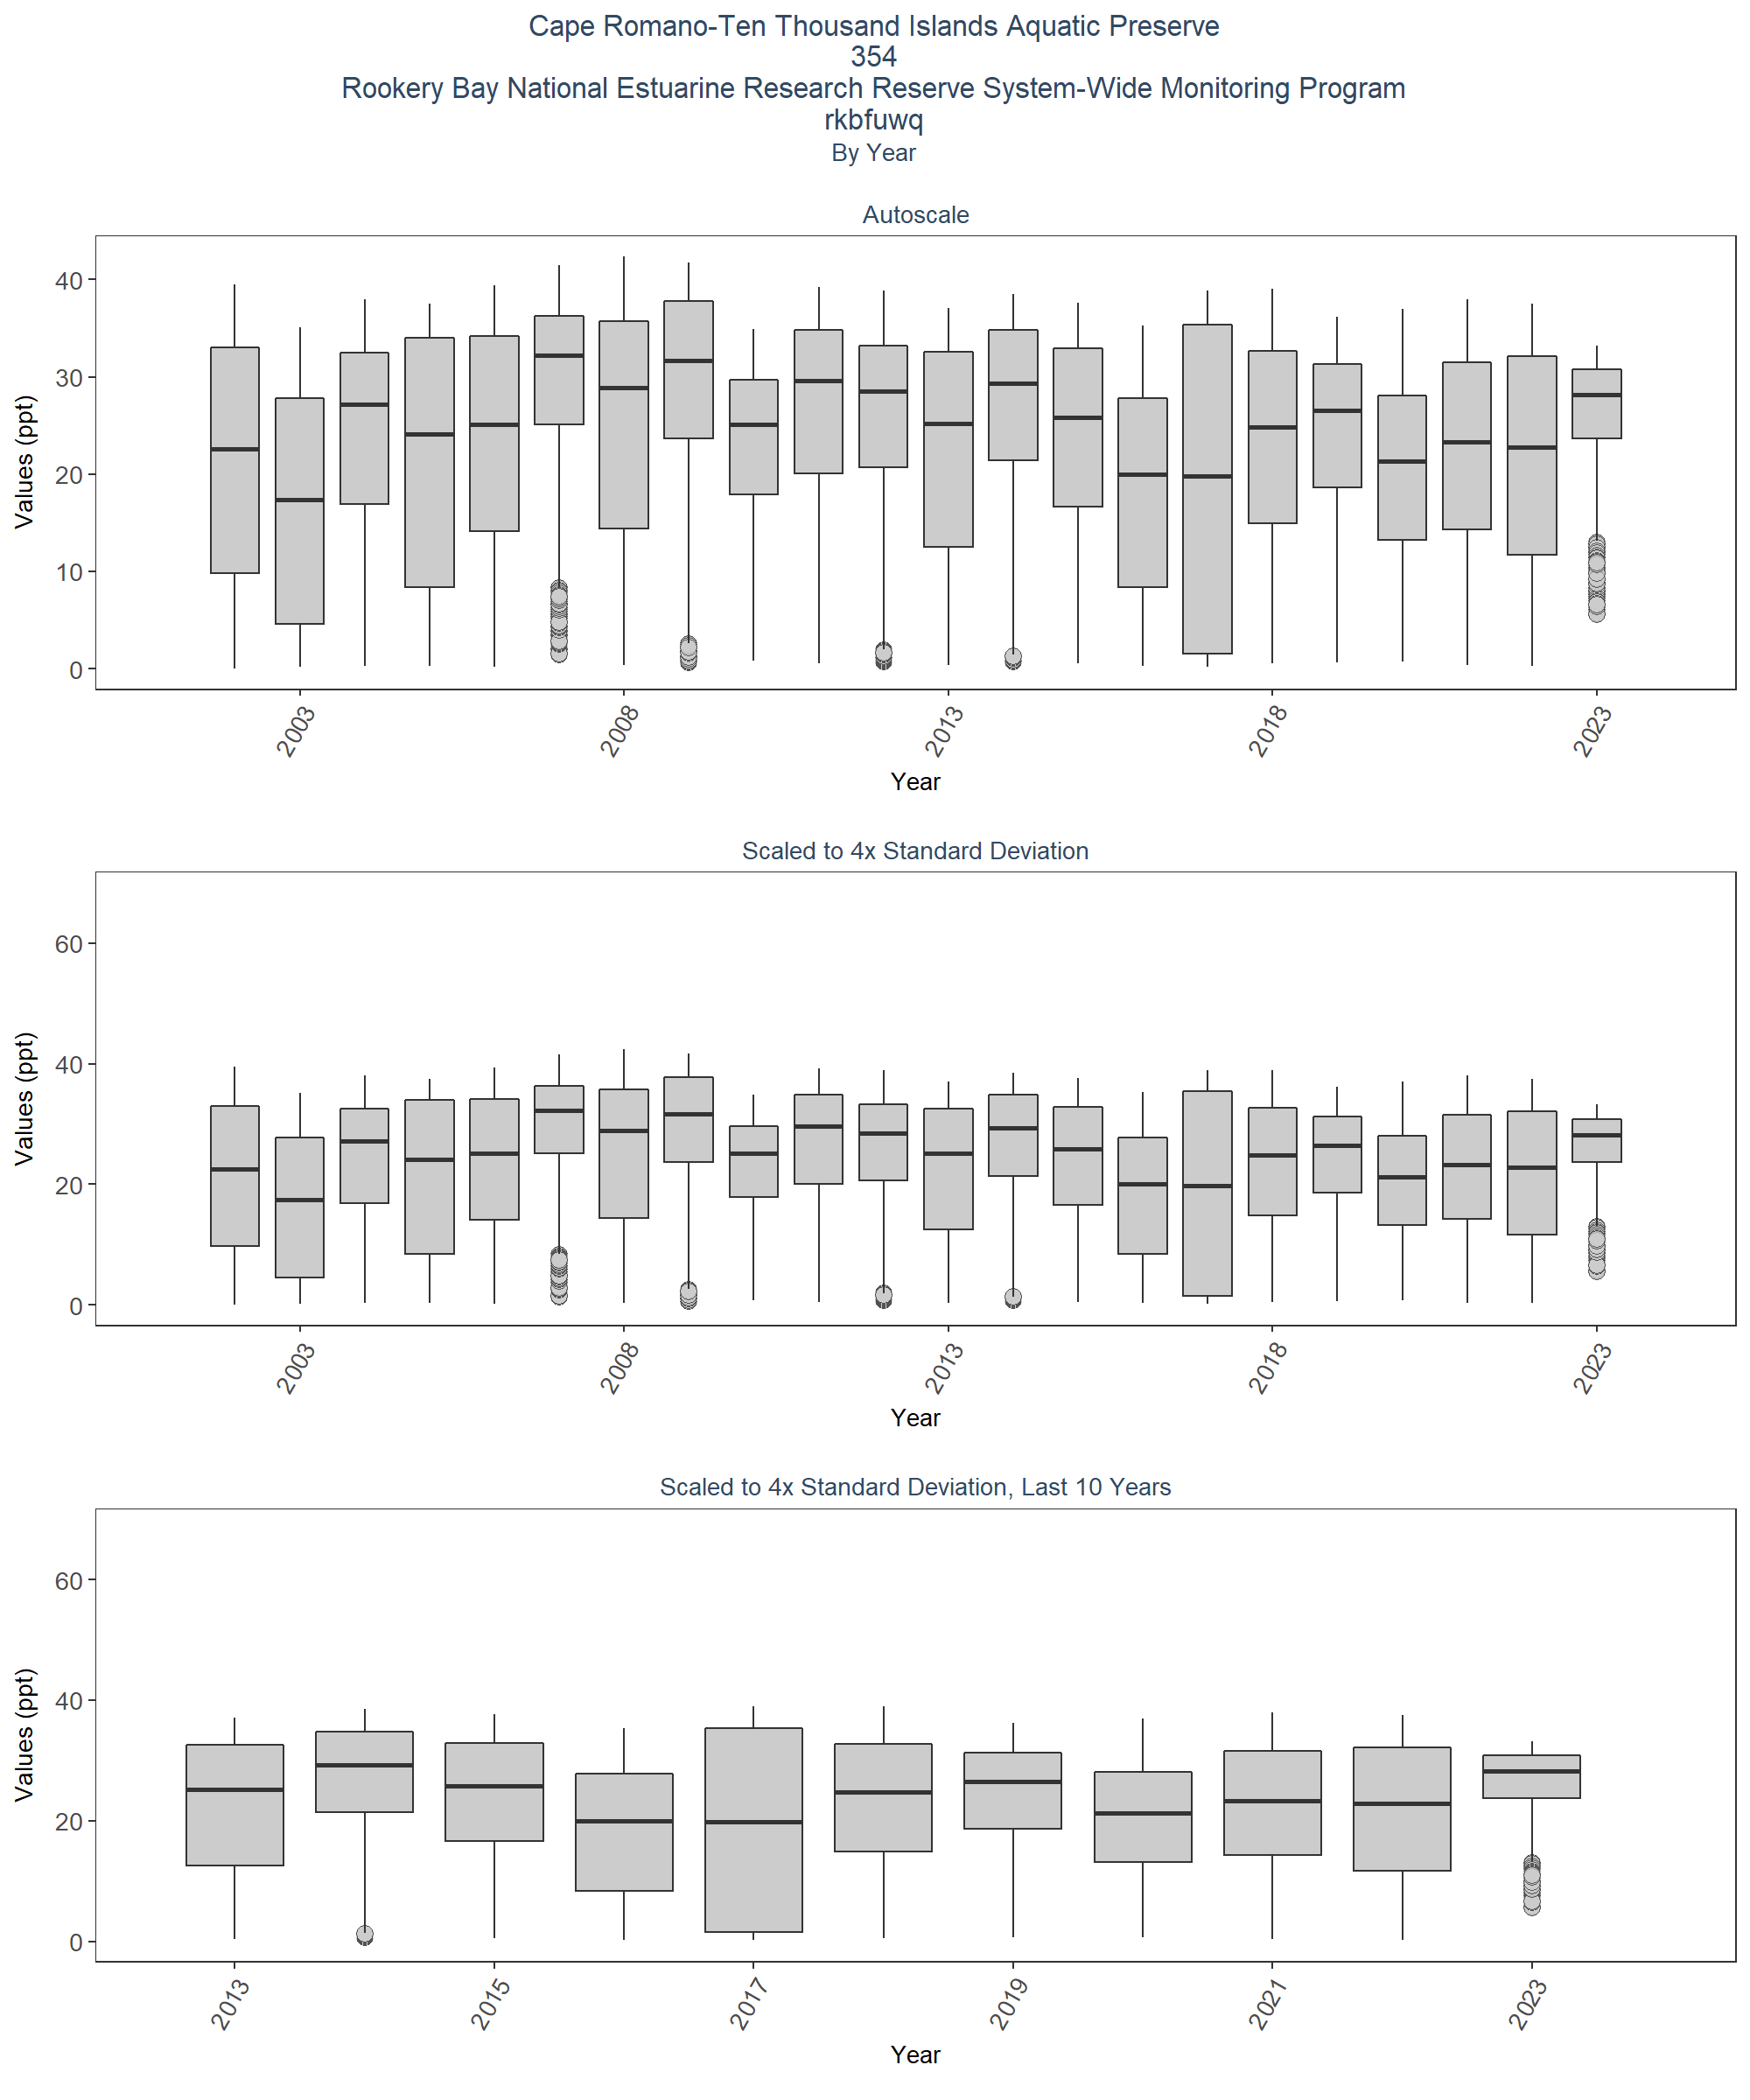 Cape Romano-Ten Thousand Islands Aquatic Preserve
354
Rookery Bay National Estuarine Research Reserve System-Wide Monitoring Program
rkbfuwq
By Year
Autoscale
Values (ppt)
40
30
20
10
0
2003
2008
2013
2018
2023
Year
Scaled to 4x Standard Deviation
Values (ppt)
60
40
20
0
2003
2008
2013
2018
2023
Year
Scaled to 4x Standard Deviation, Last 10 Years
Values (ppt)
60
40
20
0
2013
2015
2017
2019
2021
2023
Year